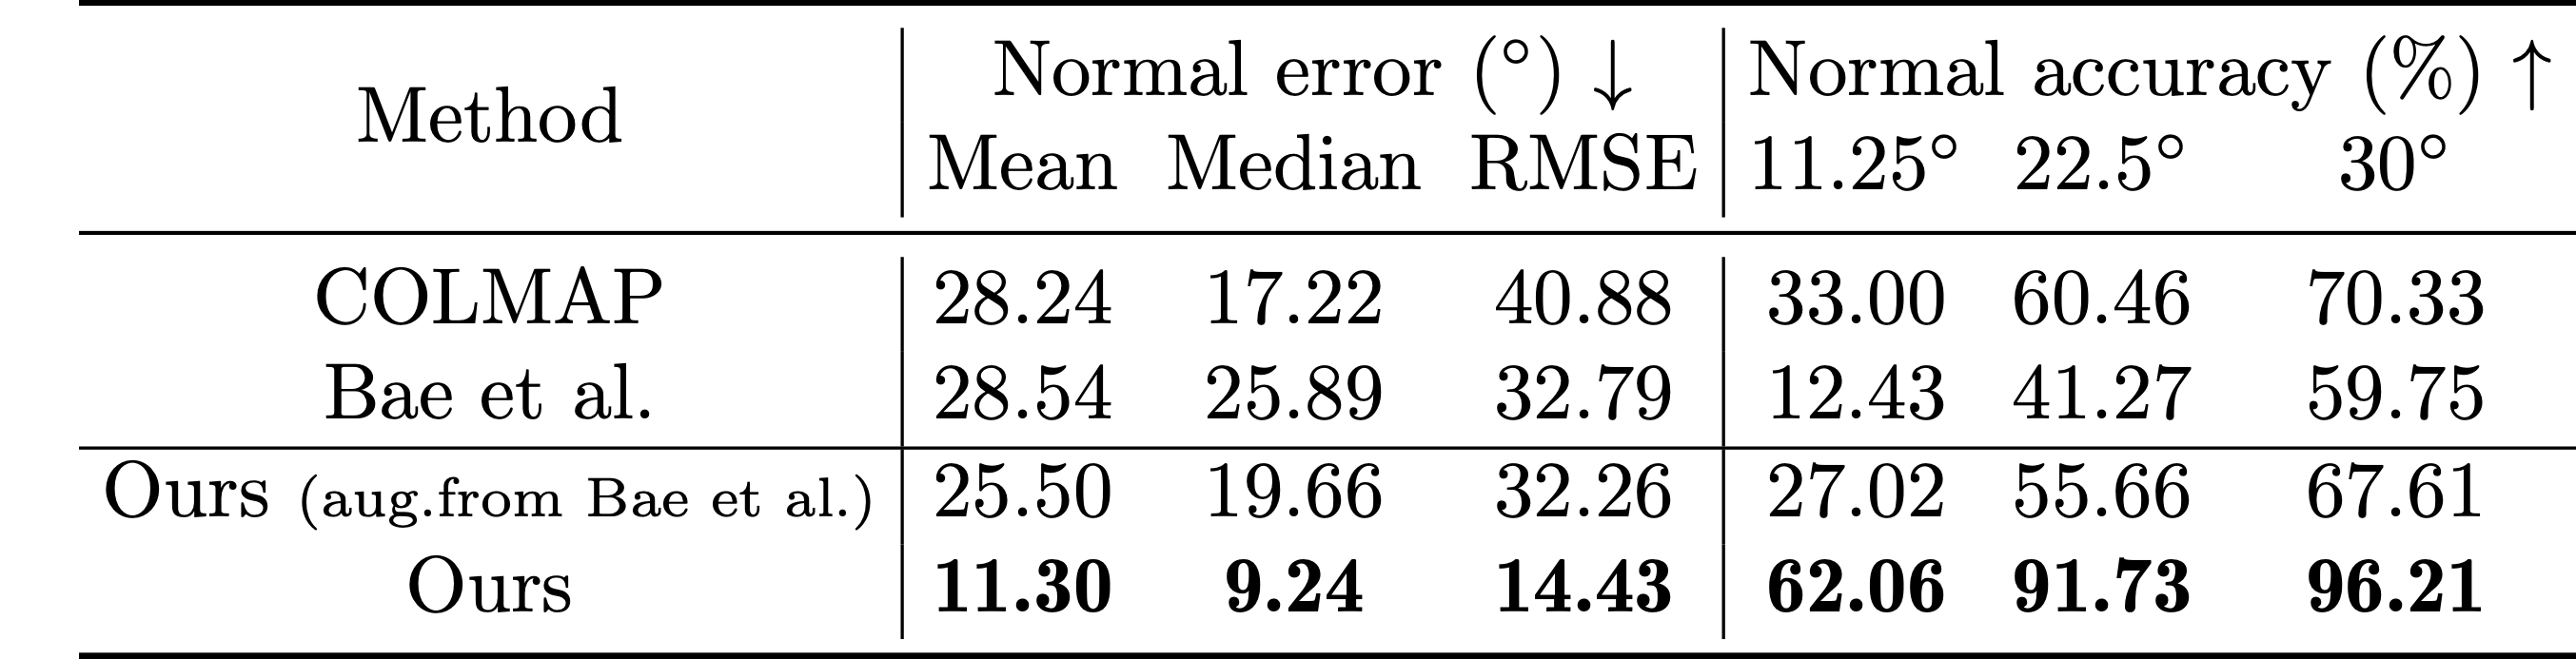 Method Normal error (°) ↓ Normal accuracy (%) ↑
Mean Median RMSE 11.25° 22.5° 30°
COLMAP 28.24 17.22 40.88 33.00 60.46 70.33
Bae et al. 28.54 25.89 32.79 12.43 41.27 59.75
Ours (aug.from Bae et al.) 25.50 19.66 32.26 27.02 55.66 67.61
Ours 11.30 9.24 14.43 62.06 91.73 96.21